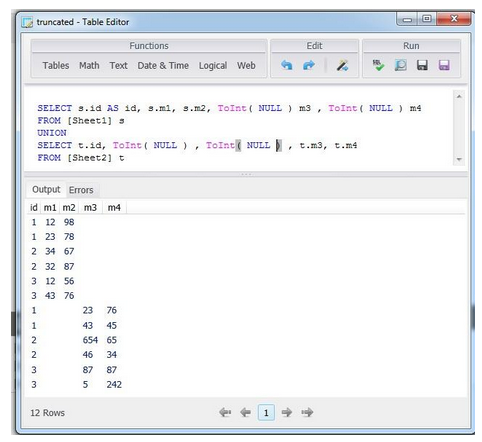 truncated - Table Editor
Functions Edit Run
Tables Math Text Date & Time Logical Web
SELECT s.id AS id, s.m1, s.m2, ToInt( NULL ) m3 , ToInt( NULL ) m4
FROM [Sheet1] s
UNION
SELECT t.id, ToInt( NULL ) , ToInt( NULL ) , t.m3, t.m4
FROM [Sheet2] t
Output Errors
id m1 m2 m3 m4
1 12 98
1 23 78
2 34 67
2 32 87
3 12 56
3 43 76
1 23 76
1 43 45
2 654 65
2 46 34
3 87 87
3 5 242
12 Rows 1